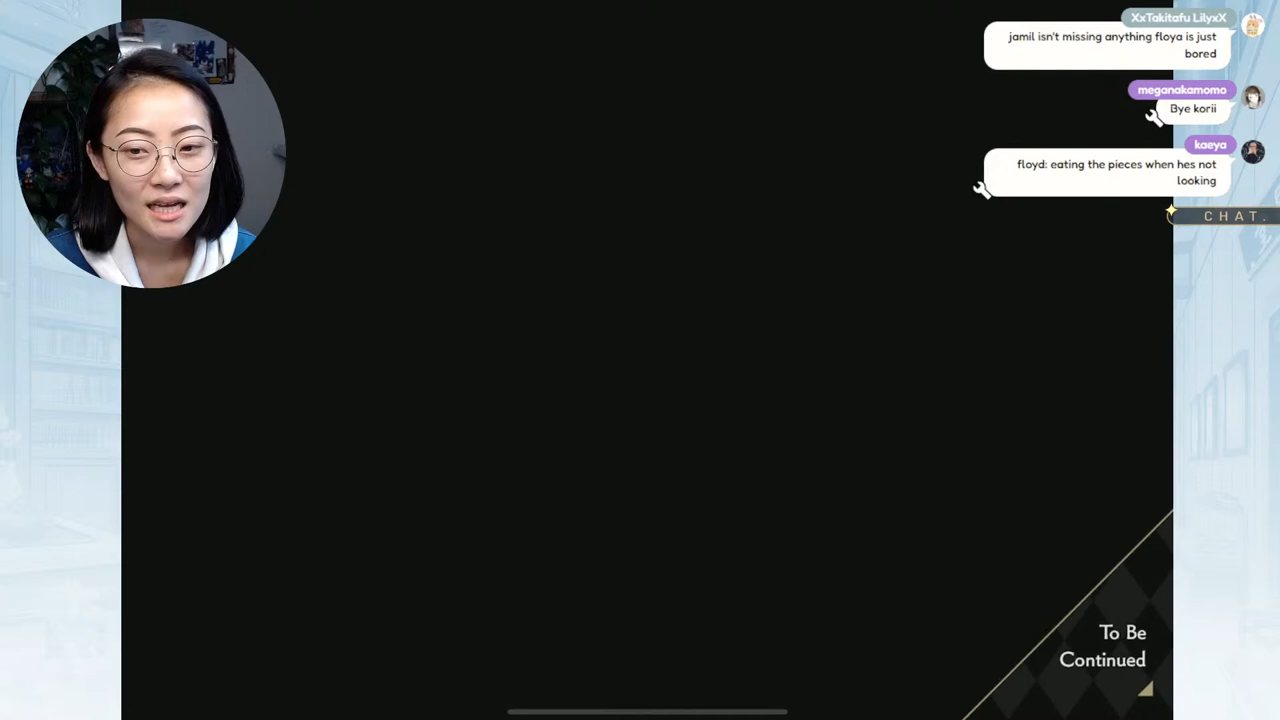 XxTakitafu LilyxX
jamil isn't missing anything floya is just
bored
meganakamomo
Bye korii
kaeya
floyd: eating the pieces when hes not
looking
CHAT.
To Be
Continued